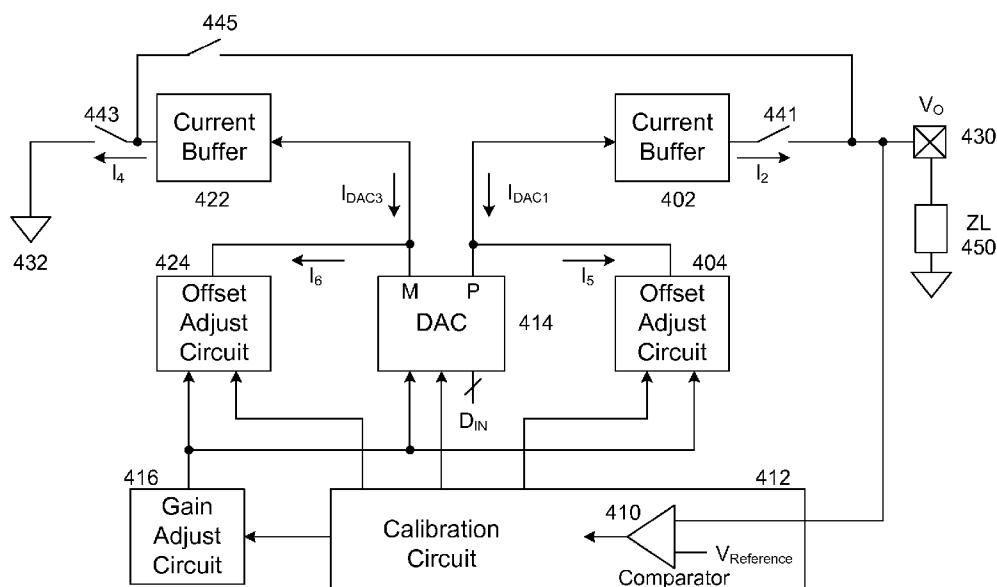 445
443
Current
Buffer
422
I4
432
Current
Buffer
402
441
I2
VO
430
ZL
450
IDAC3
IDAC1
424
I6
I5
404
Offset
Adjust
Circuit
M P
DAC
414
Offset
Adjust
Circuit
DIN
416
Gain
Adjust
Circuit
412
Calibration
Circuit
410
VReference
Comparator